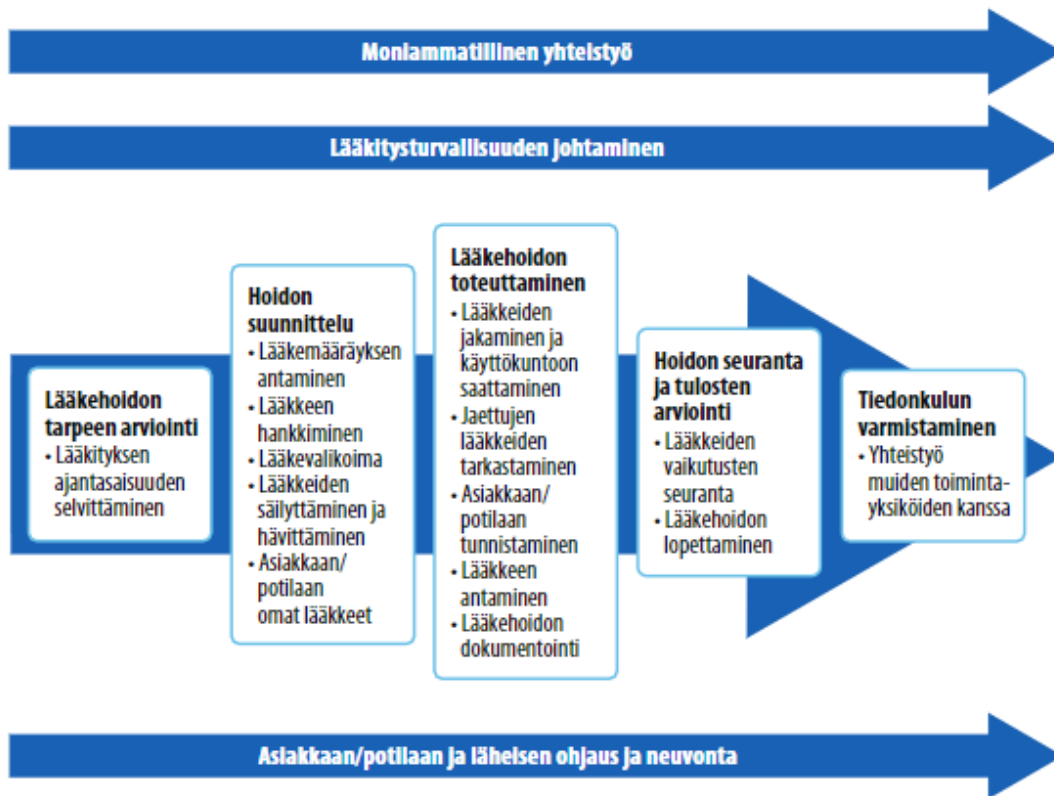 Moniammatillinen yhteistyö
Lääkitysturvallisuuden johtaminen
Lääkehoidon
tarpeen arviointi
• Lääkityksen
ajantasaisuuden
selvittäminen
Hoidon
suunnittelu
• Lääkemääräyksen
antaminen
• Lääkkeen
hankkiminen
• Lääkevalikoima
• Lääkkeiden
säilyttäminen ja
hävittäminen
• Asiakkaan/
potilaan
omat lääkkeet
Lääkehoidon
toteuttaminen
• Lääkkeiden
jakaminen ja
käyttökuntoon
saattaminen
• Jaettujen
lääkkeiden
tarkastaminen
• Asiakkaan/
potilaan
tunnistaminen
• Lääkkeen
antaminen
• Lääkehoidon
dokumentointi
Hoidon seuranta
ja tulosten
arviointi
• Lääkkeiden
vaikutusten
seuranta
• Lääkehoidon
lopettaminen
Tiedonkulun
varmistaminen
• Yhteistyö
muiden toiminta-
yksiköiden kanssa
Asiakkaan/potilaan ja läheisen ohjaus ja neuvonta